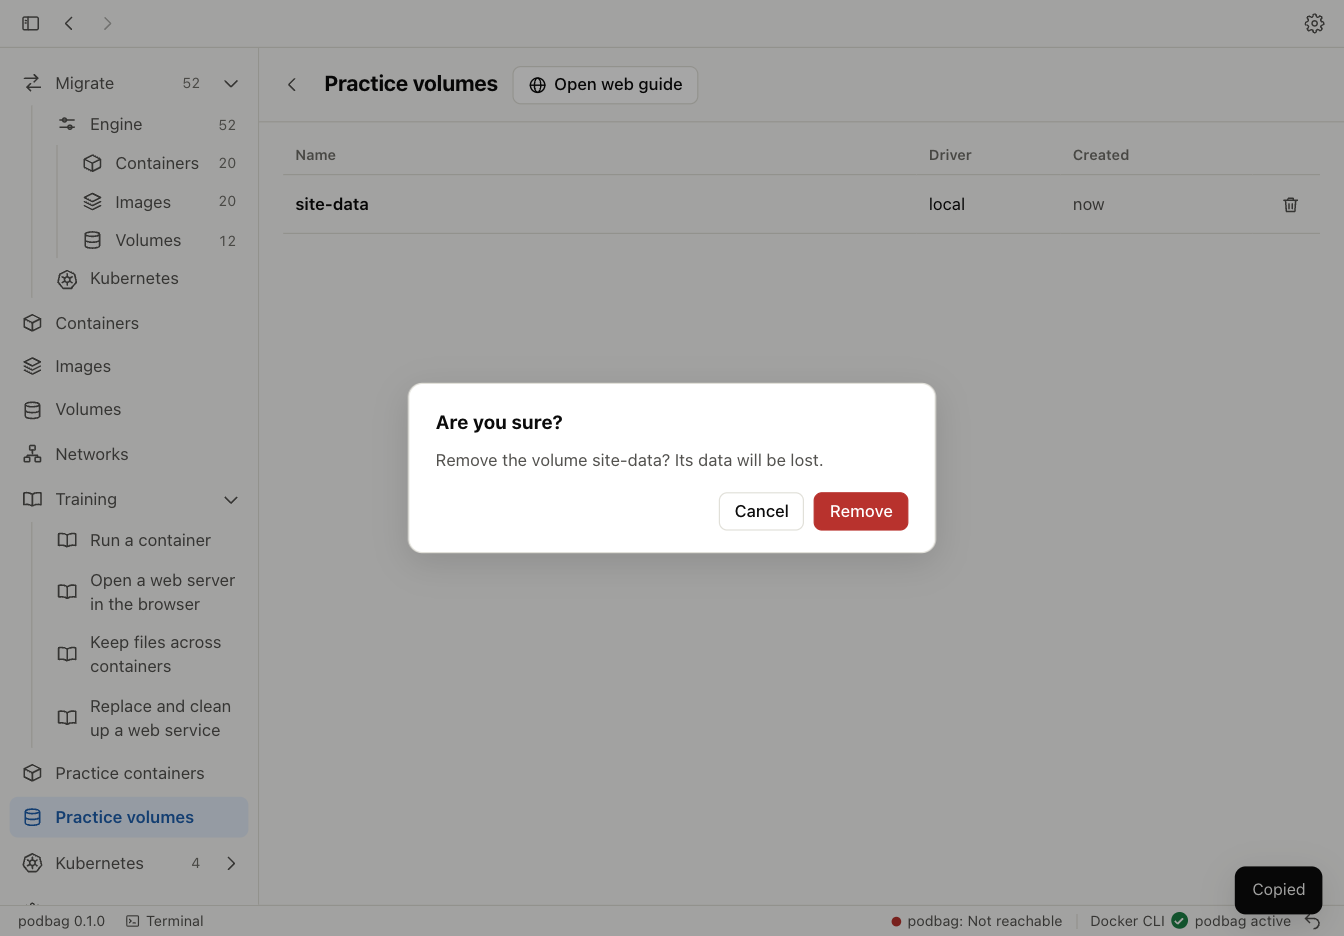 Migrate 52
Engine 52
Containers 20
Images 20
Volumes 12
Kubernetes
Containers
Images
Volumes
Networks
Training
Run a container
Open a web server
in the browser
Keep files across
containers
Replace and clean
up a web service
Practice containers
Practice volumes
Kubernetes 4
Practice volumes
Open web guide
Name Driver Created
site-data local now
Are you sure?
Remove the volume site-data? Its data will be lost.
Cancel Remove
Copied
podbag 0.1.0 Terminal podbag: Not reachable Docker CLI podbag active